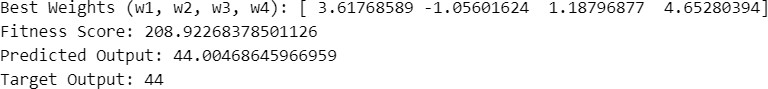 Best Weights (w1, w2, w3, w4): [ 3.61768589 -1.05601624  1.18796877  4.65280394]
Fitness Score: 208.92268378501126
Predicted Output: 44.00468645966959
Target Output: 44